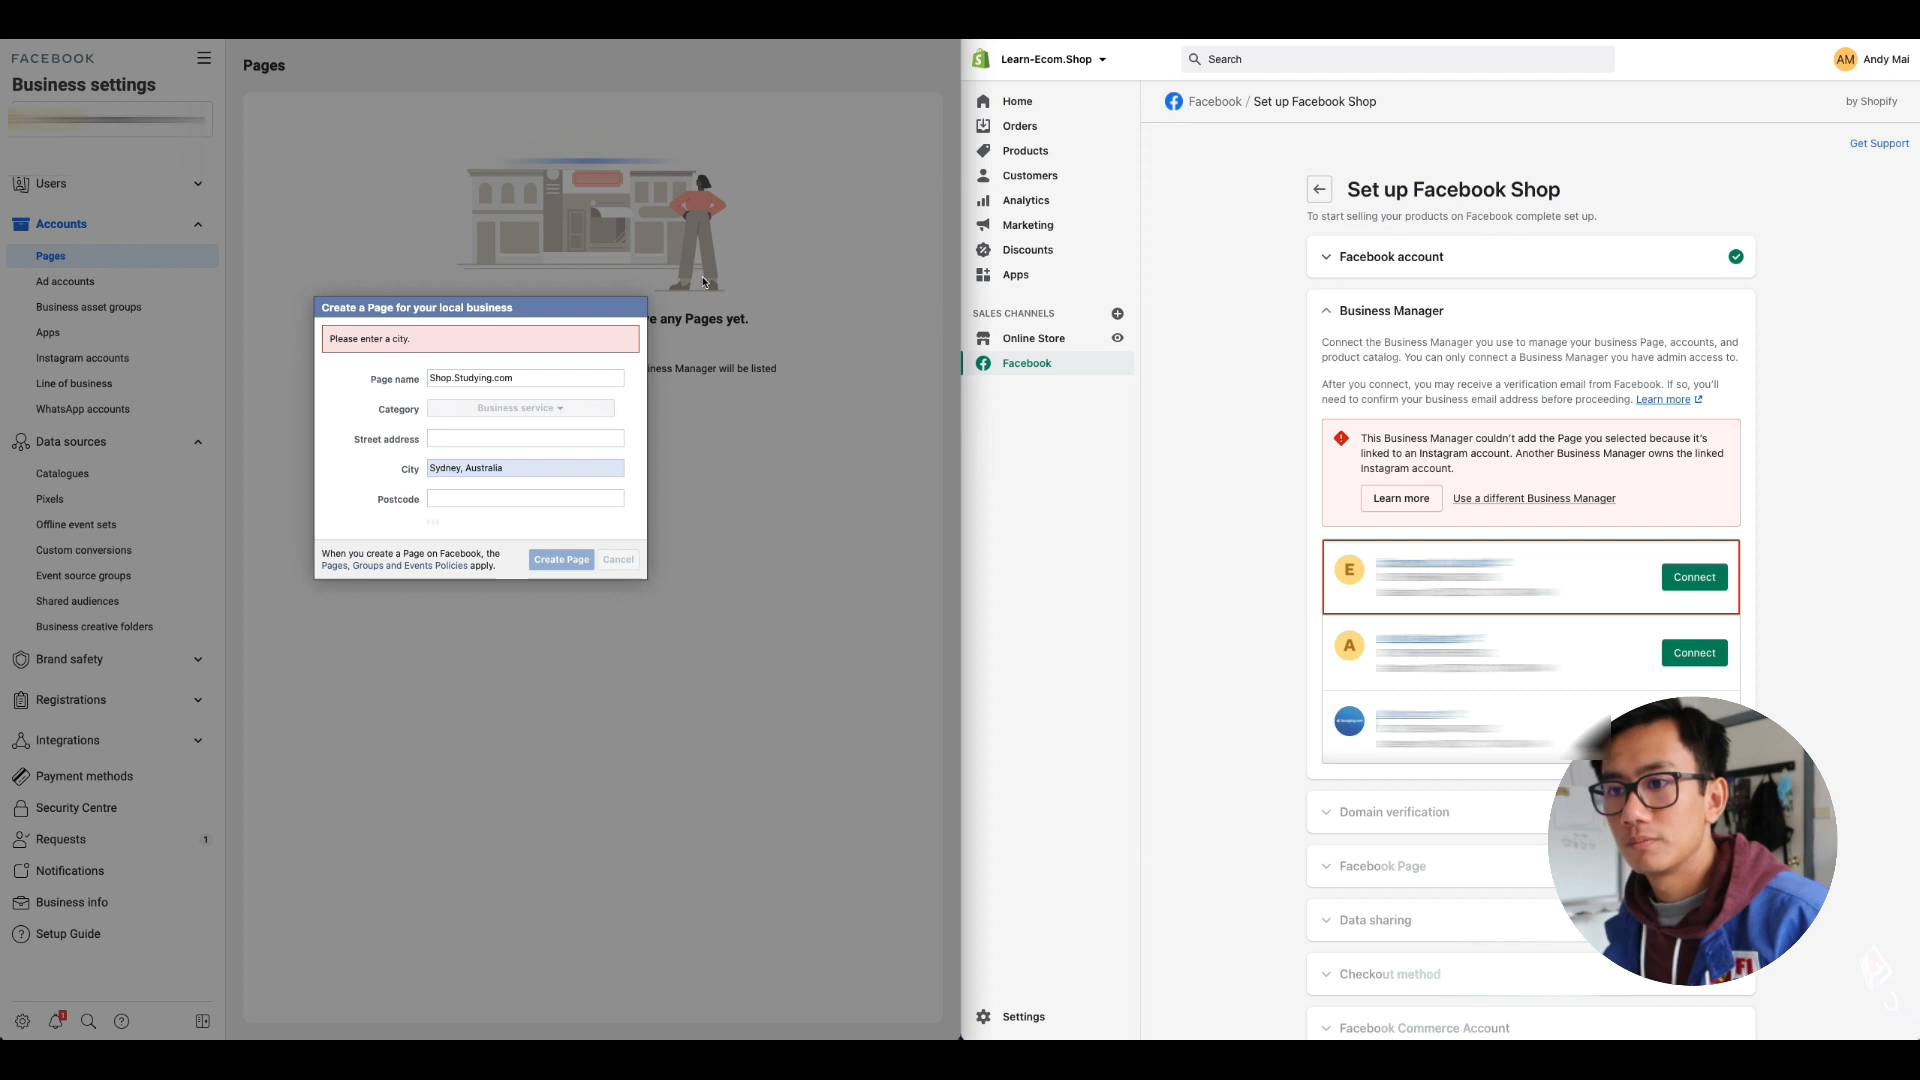 FACEBOOK
Business settings
Users
Accounts
Pages
Ad accounts
Business asset groups
Apps
Instagram accounts
Line of business
WhatsApp accounts
Data sources
Catalogues
Pixels
Offline event sets
Custom conversions
Event source groups
Shared audiences
Business creative folders
Brand safety
Registrations
Integrations
Payment methods
Security Centre
Requests 1
Notifications
Business info
Setup Guide
1
Pages
e any Pages yet.
iness Manager will be listed
Create a Page for your local business
Please enter a city.
Page name Shop.Studying.com
Category Business service
Street address
City Sydney, Australia
Postcode
When you create a Page on Facebook, the
Pages, Groups and Events Policies apply.
Create Page Cancel
Learn-Ecom.Shop
Search
AM Andy Mai
Home
Orders
Products
Customers
Analytics
Marketing
Discounts
Apps
SALES CHANNELS
Online Store
Facebook
Settings
Facebook / Set up Facebook Shop
by Shopify
Get Support
Set up Facebook Shop
To start selling your products on Facebook complete set up.
Facebook account
Business Manager
Connect the Business Manager you use to manage your business Page, accounts, and
product catalog. You can only connect a Business Manager you have admin access to.
After you connect, you may receive a verification email from Facebook. If so, you'll
need to confirm your business email address before proceeding. Learn more
This Business Manager couldn't add the Page you selected because it's
linked to an Instagram account. Another Business Manager owns the linked
Instagram account.
Learn more Use a different Business Manager
E
Connect
A
Connect
Domain verification
Facebook Page
Data sharing
Checkout method
Facebook Commerce Account